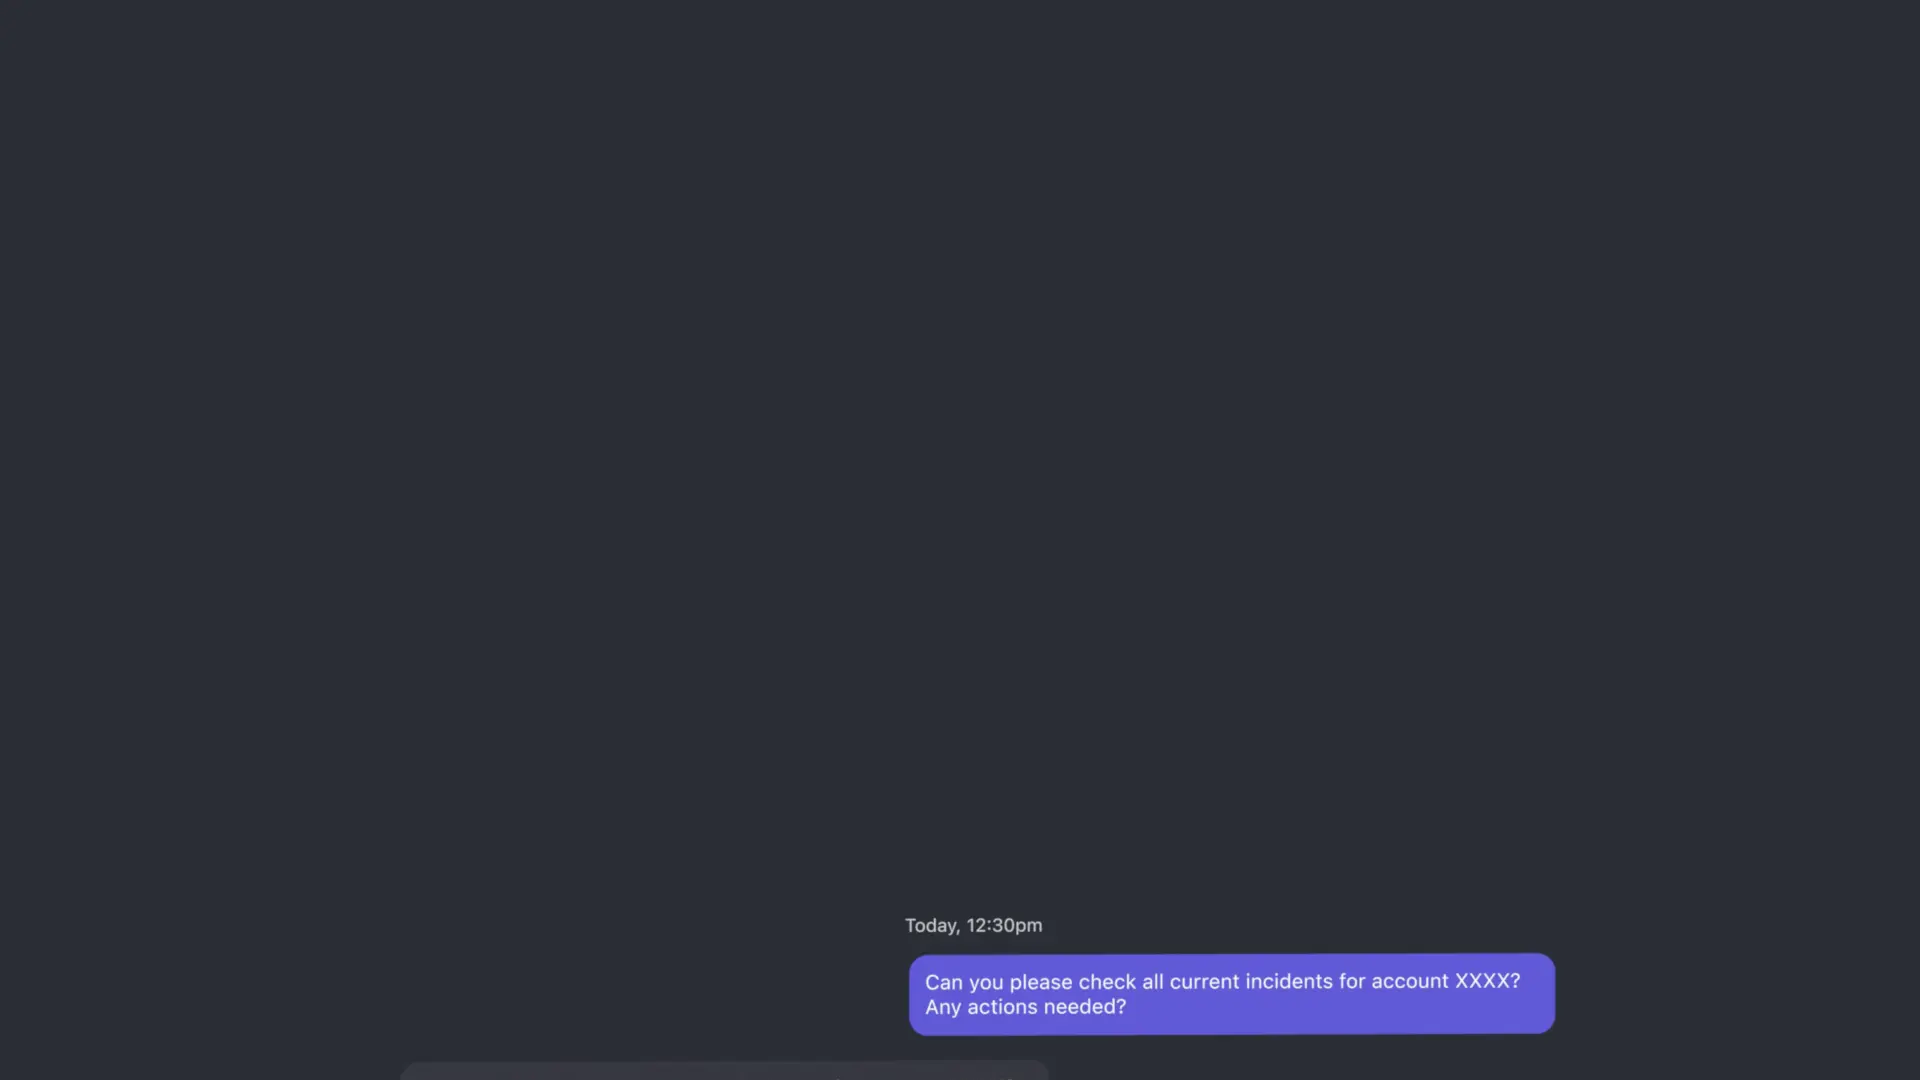 Today, 12:30pm
Can you please check all current incidents for account XXXX?
Any actions needed?